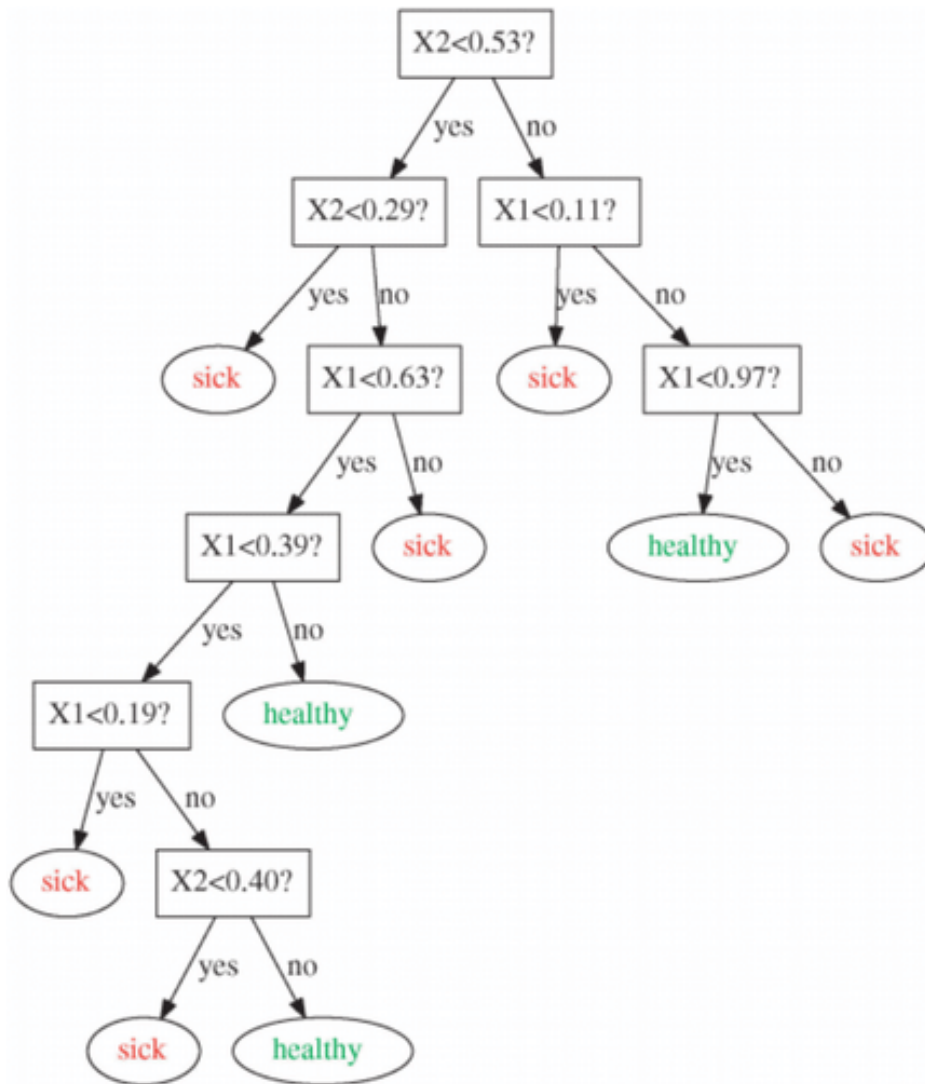 X2<0.53?
yes
no
X2<0.29?
X1<0.11?
yes
no
yes
no
sick
X1<0.63?
sick
X1<0.97?
yes
no
yes
no
X1<0.39?
sick
healthy
sick
yes
no
X1<0.19?
healthy
yes
no
sick
X2<0.40?
yes
no
sick
healthy